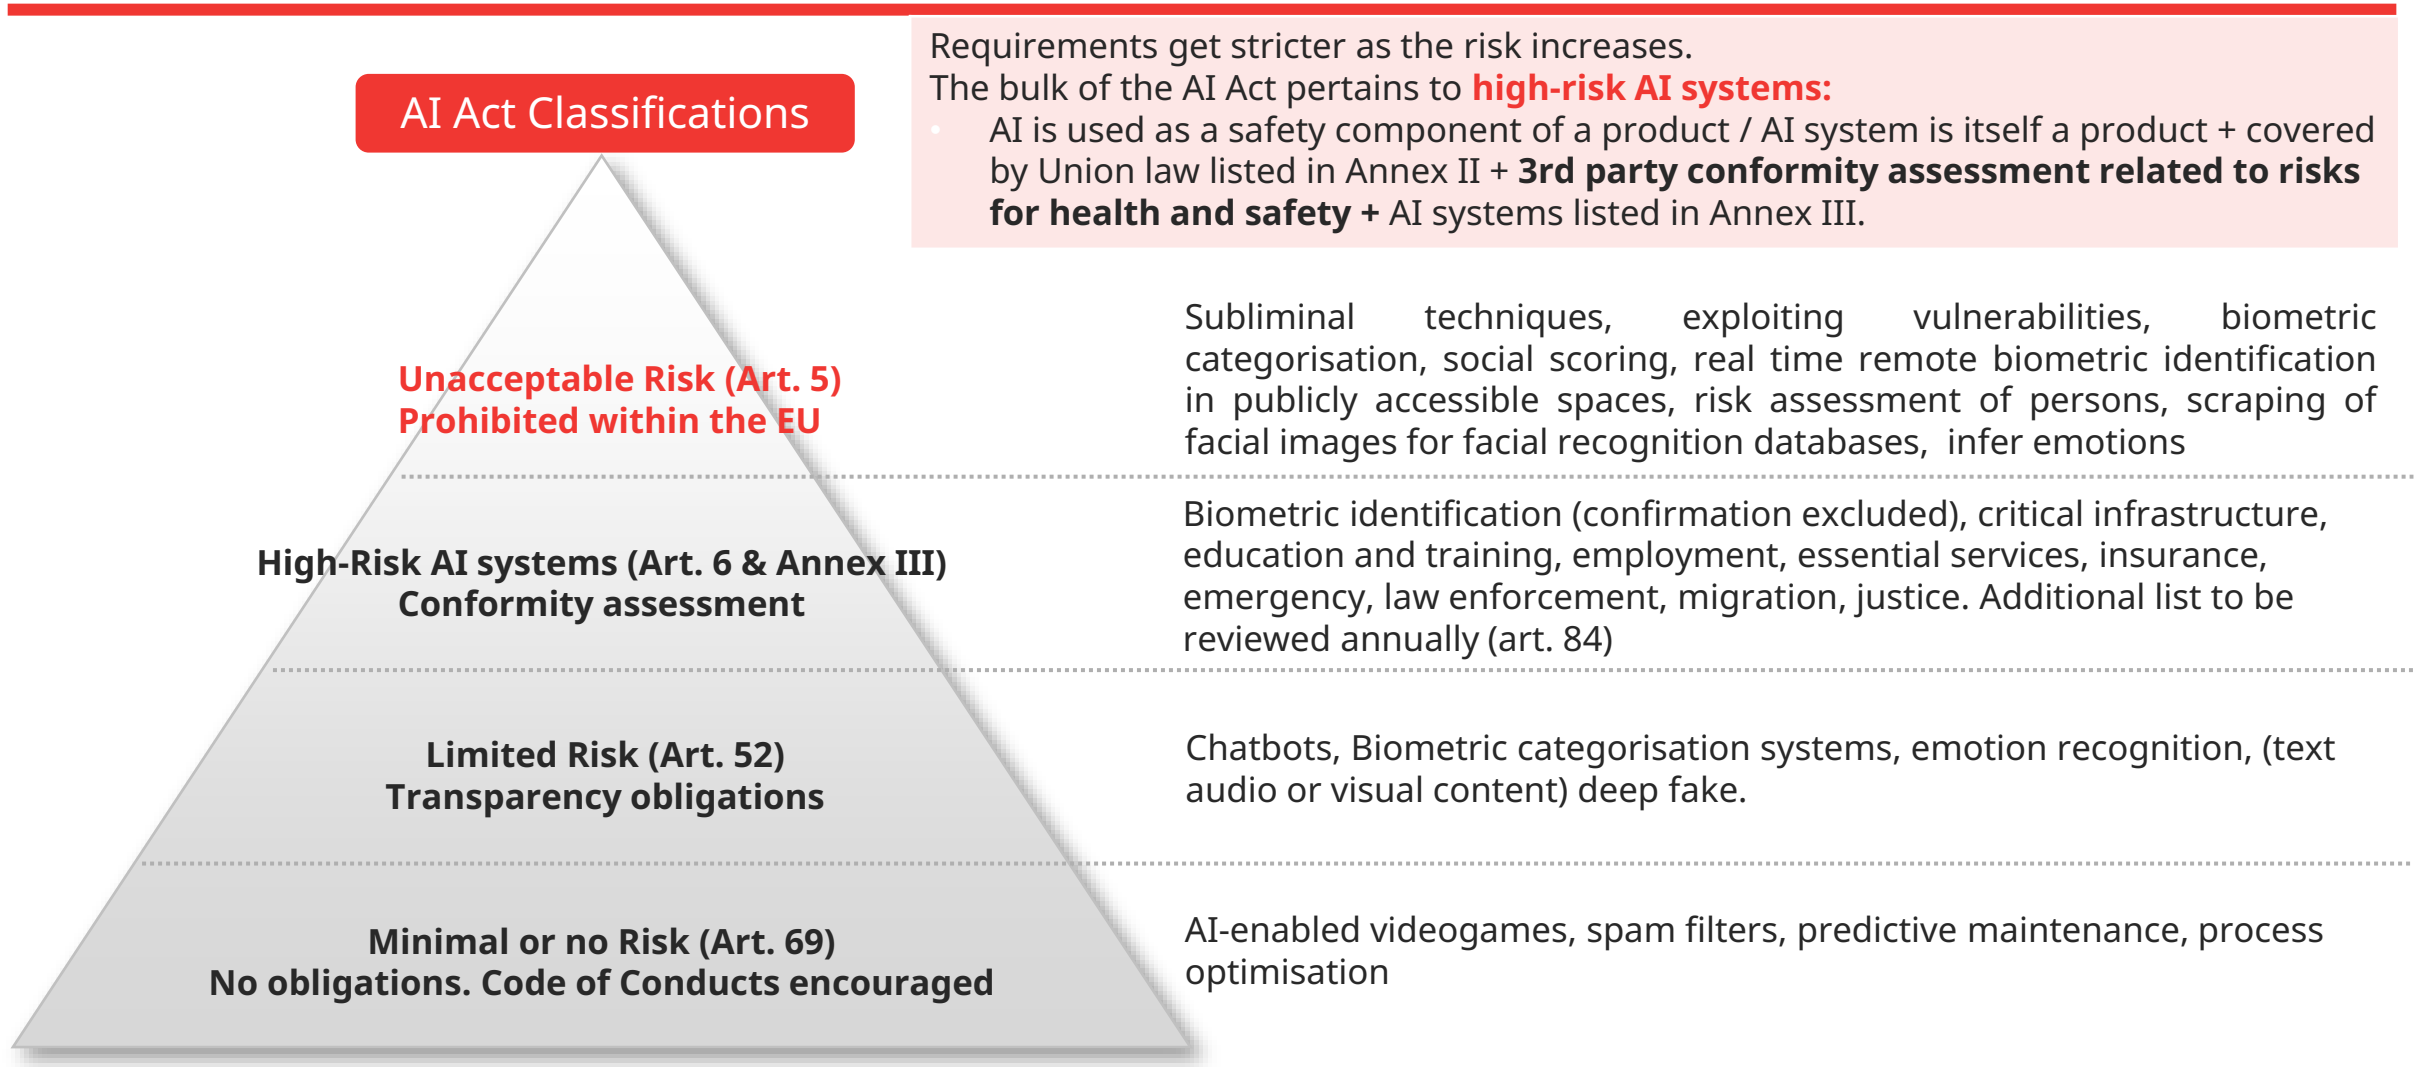 AI Act Classifications
Requirements get stricter as the risk increases.
The bulk of the AI Act pertains to high-risk AI systems:
• AI is used as a safety component of a product / AI system is itself a product + covered
by Union law listed in Annex II + 3rd party conformity assessment related to risks
for health and safety + AI systems listed in Annex III.
Unacceptable Risk (Art. 5)
Prohibited within the EU
Subliminal techniques, exploiting vulnerabilities, biometric
categorisation, social scoring, real time remote biometric identification
in publicly accessible spaces, risk assessment of persons, scraping of
facial images for facial recognition databases, infer emotions
High-Risk AI systems (Art. 6 & Annex III)
Conformity assessment
Biometric identification (confirmation excluded), critical infrastructure,
education and training, employment, essential services, insurance,
emergency, law enforcement, migration, justice. Additional list to be
reviewed annually (art. 84)
Limited Risk (Art. 52)
Transparency obligations
Chatbots, Biometric categorisation systems, emotion recognition, (text
audio or visual content) deep fake.
Minimal or no Risk (Art. 69)
No obligations. Code of Conducts encouraged
AI-enabled videogames, spam filters, predictive maintenance, process
optimisation